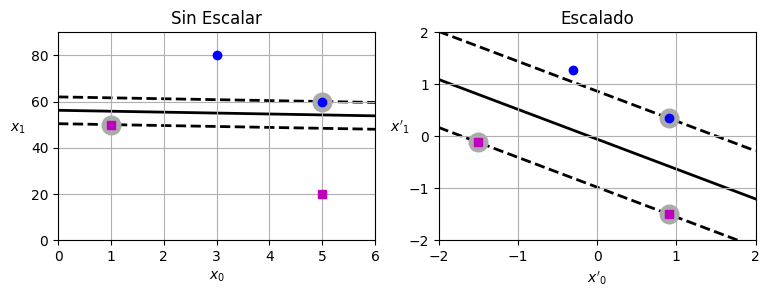 Sin Escalar
80
60
x₁
40
20
0
0 1 2 3 4 5 6
x₀
Escalado
2
1
x'₁ 0
−1
−2
−2 −1 0 1 2
x'₀